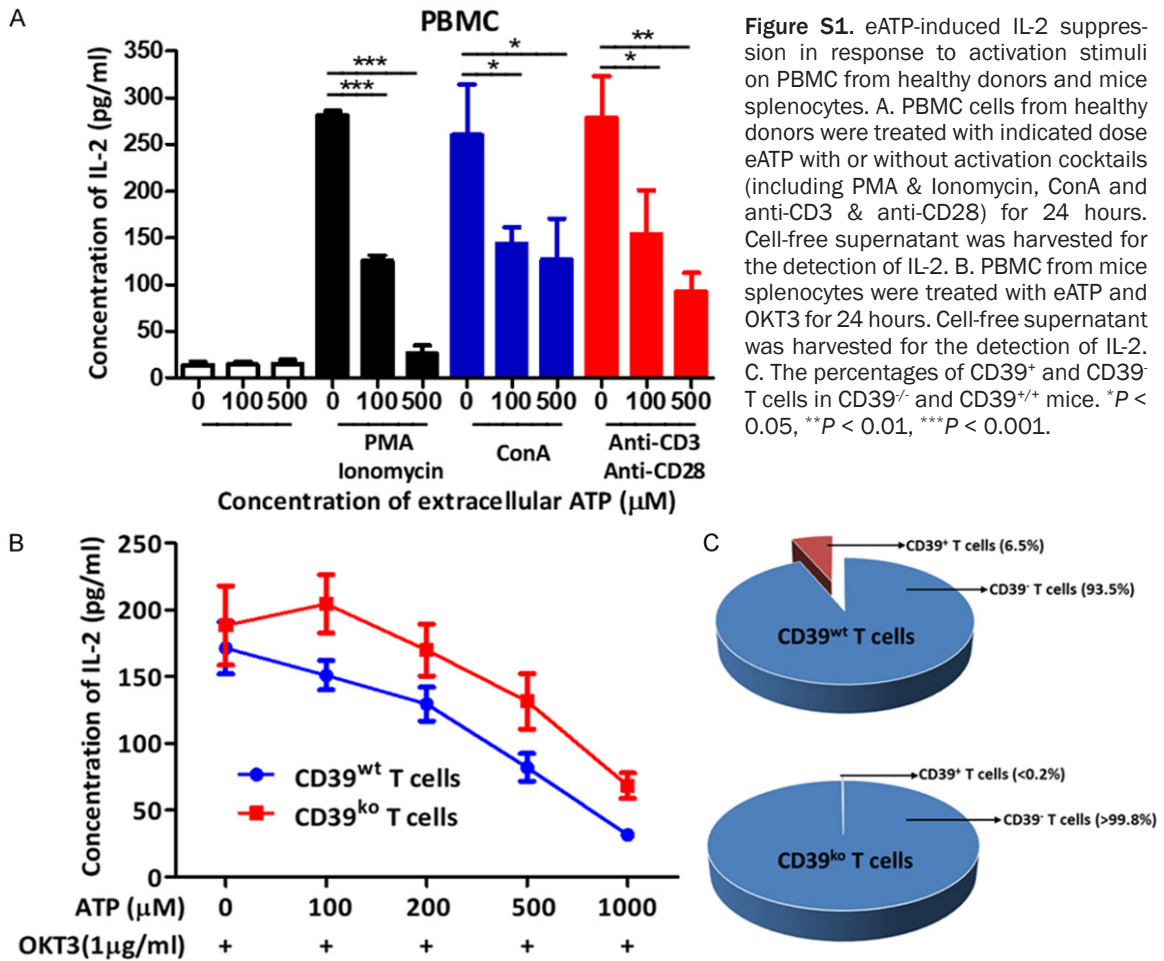 A
PBMC
Concentration of IL-2 (pg/ml)
350
300
250
200
150
100
50
0
***
***
*
*
**
*
0 100 500 0 100 500 0 100 500 0 100 500
PMA
Ionomycin
ConA
Anti-CD3
Anti-CD28
Concentration of extracellular ATP (μM)
Figure S1. eATP-induced IL-2 suppres-
sion in response to activation stimuli
on PBMC from healthy donors and mice
splenocytes. A. PBMC cells from healthy
donors were treated with indicated dose
eATP with or without activation cocktails
(including PMA & Ionomycin, ConA and
anti-CD3 & anti-CD28) for 24 hours.
Cell-free supernatant was harvested for
the detection of IL-2. B. PBMC from mice
splenocytes were treated with eATP and
OKT3 for 24 hours. Cell-free supernatant
was harvested for the detection of IL-2.
C. The percentages of CD39⁺ and CD39⁻
T cells in CD39⁻/⁻ and CD39⁺/⁺ mice. *P <
0.05, **P < 0.01, ***P < 0.001.
B
Concentration of IL-2 (pg/ml)
250
200
150
100
50
0
CD39wt T cells
CD39ko T cells
ATP (μM) 0 100 200 500 1000
OKT3(1μg/ml) + + + + +
C
CD39⁺ T cells (6.5%)
CD39⁻ T cells (93.5%)
CD39wt T cells
CD39⁺ T cells (<0.2%)
CD39⁻ T cells (>99.8%)
CD39ko T cells